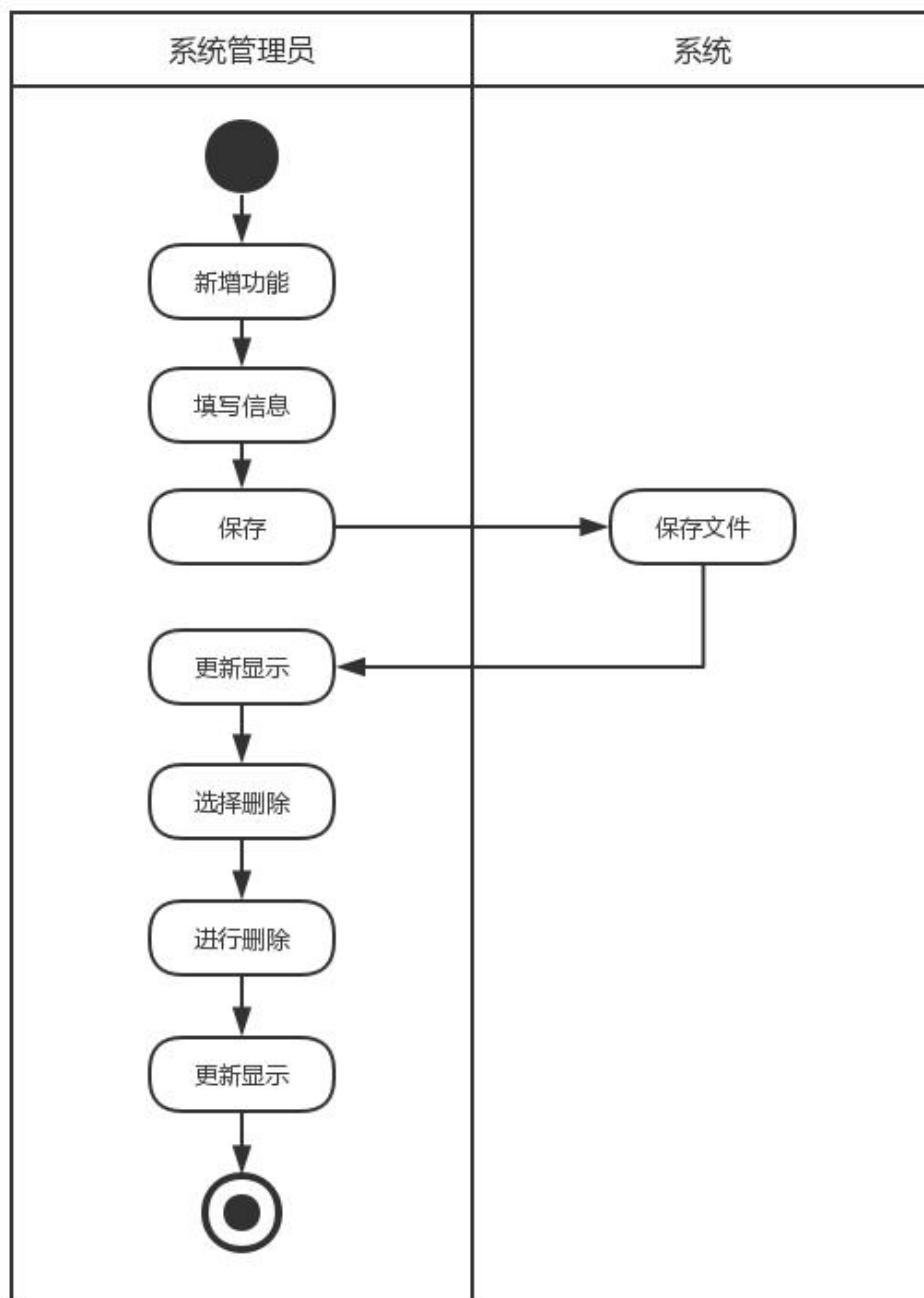 系统管理员
系统
新增功能
填写信息
保存
保存文件
更新显示
选择删除
进行删除
更新显示